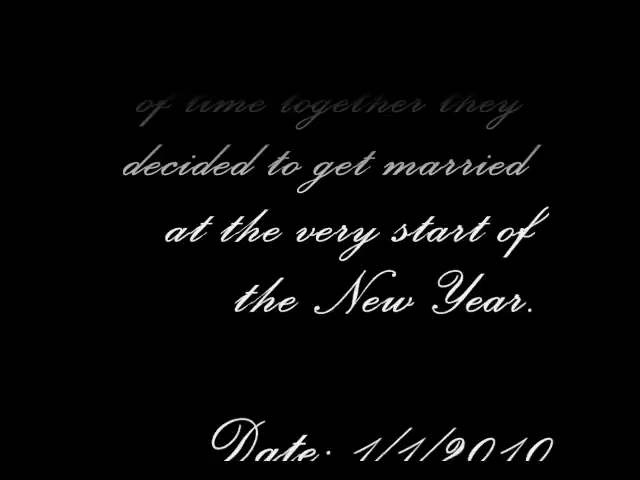 of time together they
decided to get married
at the very start of
the New Year.
Date: 1/1/2010